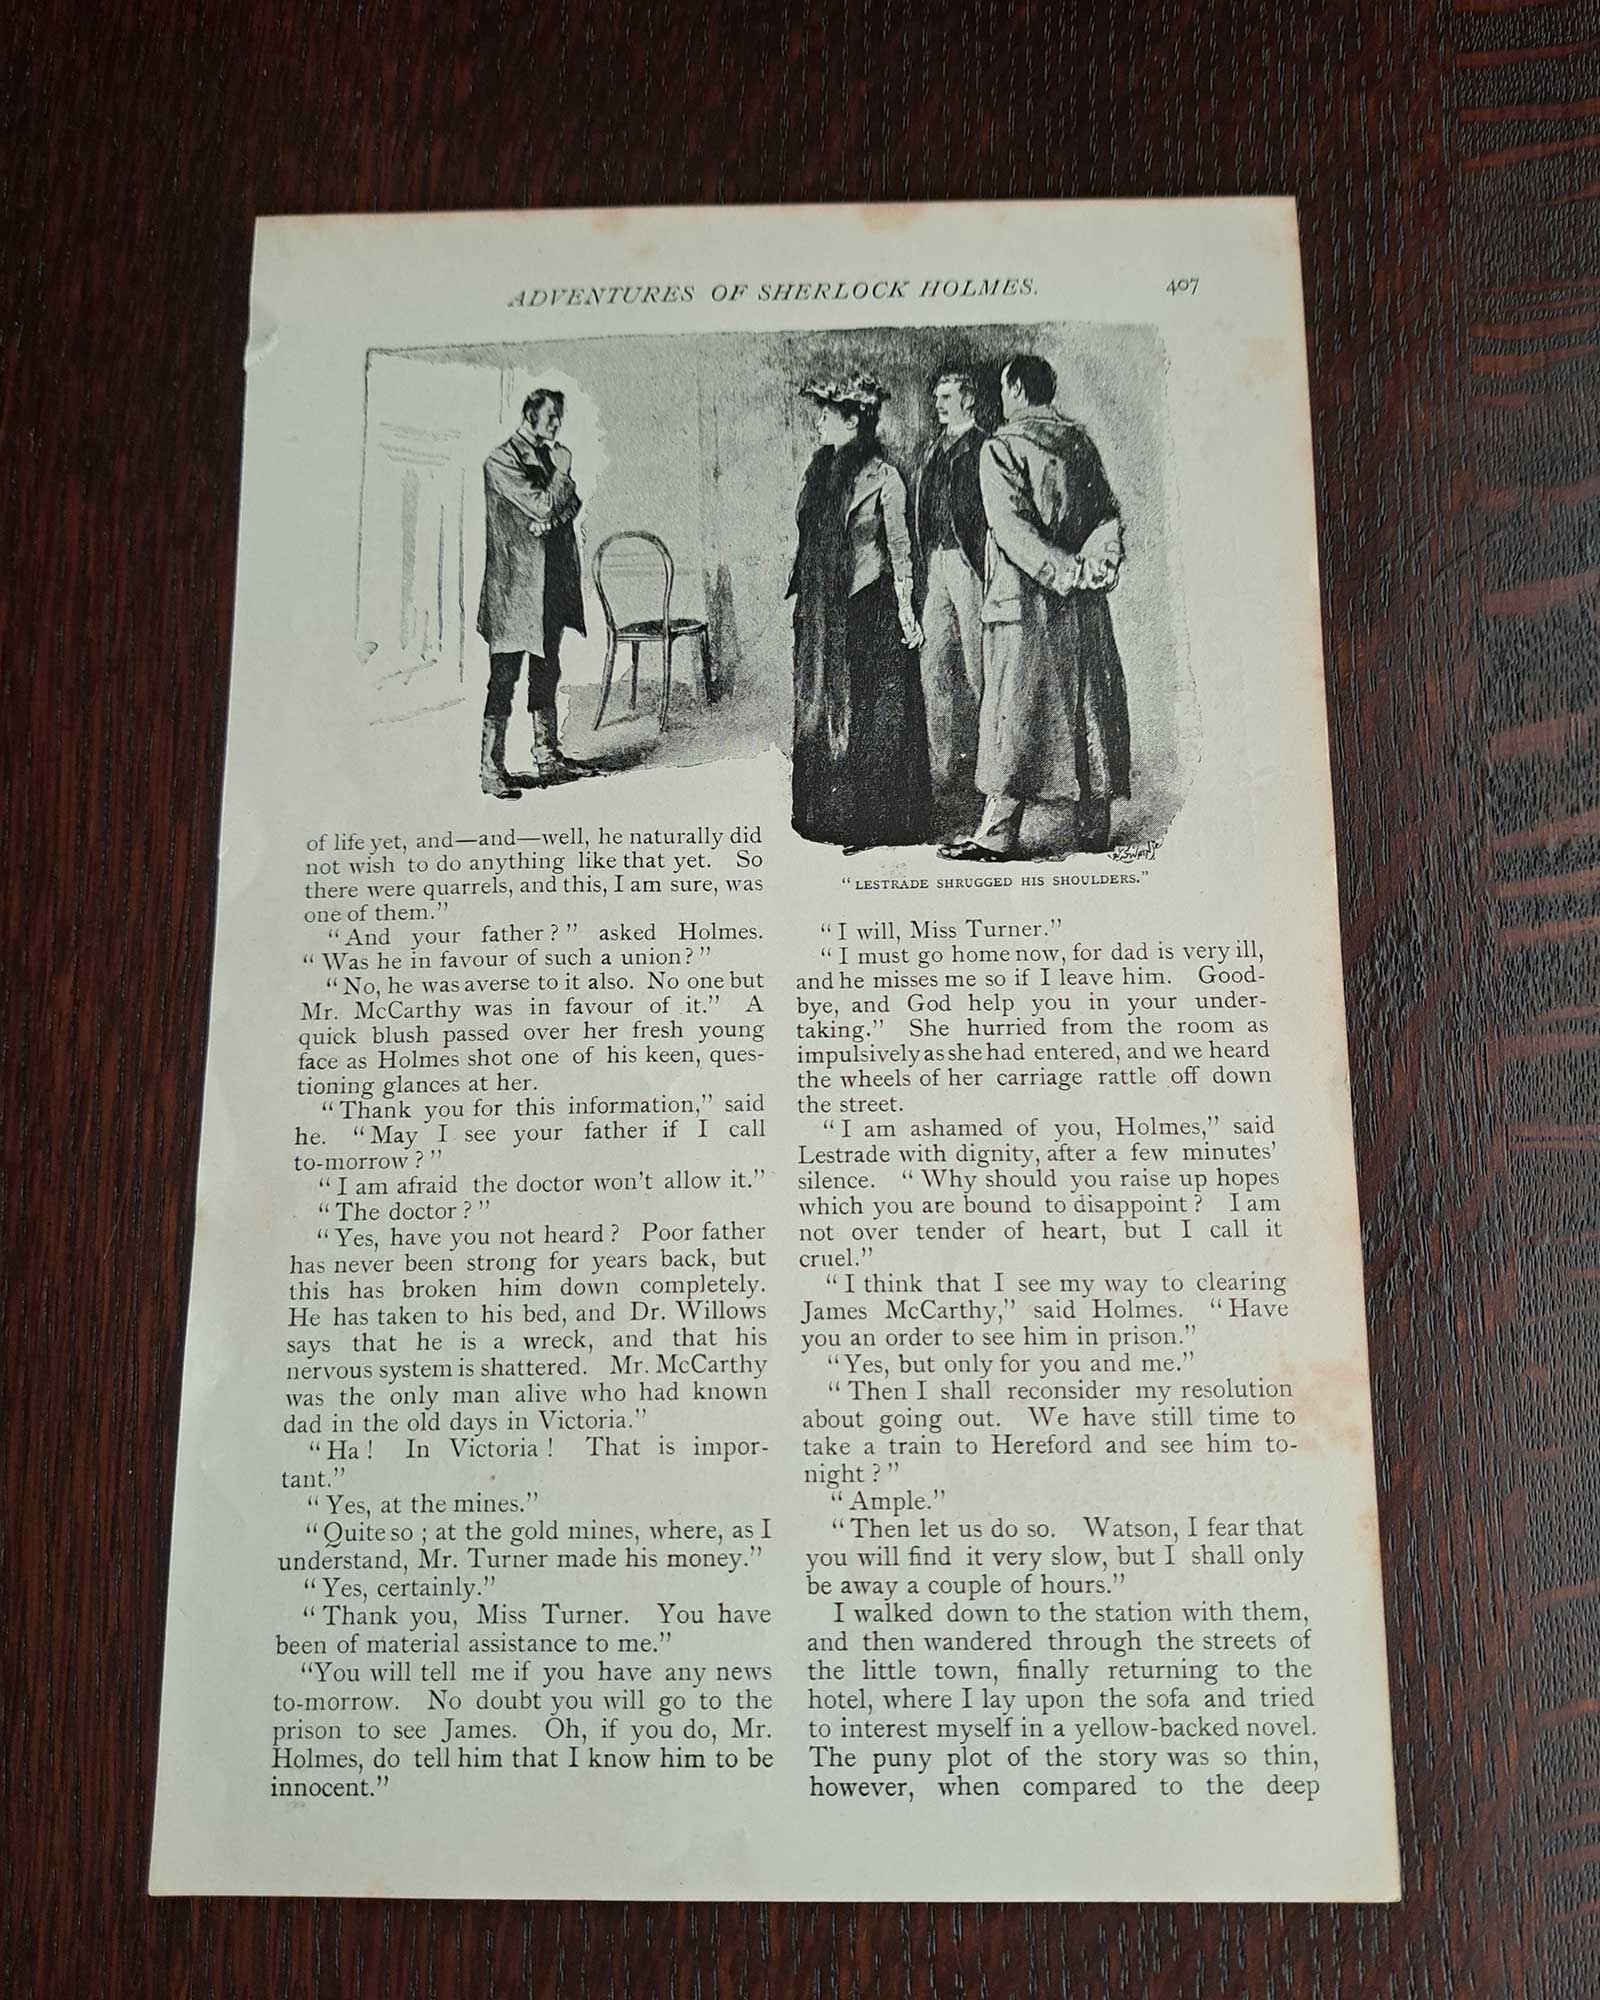 ADVENTURES OF SHERLOCK HOLMES.
407
of life yet, and—and—well, he naturally did
not wish to do anything like that yet. So
there were quarrels, and this, I am sure, was
one of them.”
“And your father?” asked Holmes.
“Was he in favour of such a union?”
“No, he was averse to it also. No one but
Mr. McCarthy was in favour of it.” A
quick blush passed over her fresh young
face as Holmes shot one of his keen, ques-
tioning glances at her.
“Thank you for this information,” said
he. “May I see your father if I call
to-morrow?”
“I am afraid the doctor won’t allow it.”
“The doctor?”
“Yes, have you not heard? Poor father
has never been strong for years back, but
this has broken him down completely.
He has taken to his bed, and Dr. Willows
says that he is a wreck, and that his
nervous system is shattered. Mr. McCarthy
was the only man alive who had known
dad in the old days in Victoria.”
“Ha! In Victoria! That is impor-
tant.”
“Yes, at the mines.”
“Quite so; at the gold mines, where, as I
understand, Mr. Turner made his money.”
“Yes, certainly.”
“Thank you, Miss Turner. You have
been of material assistance to me.”
“You will tell me if you have any news
to-morrow. No doubt you will go to the
prison to see James. Oh, if you do, Mr.
Holmes, do tell him that I know him to be
innocent.”
“LESTRADE SHRUGGED HIS SHOULDERS.”
“I will, Miss Turner.”
“I must go home now, for dad is very ill,
and he misses me so if I leave him. Good-
bye, and God help you in your under-
taking.” She hurried from the room as
impulsively as she had entered, and we heard
the wheels of her carriage rattle off down
the street.
“I am ashamed of you, Holmes,” said
Lestrade with dignity, after a few minutes’
silence. “Why should you raise up hopes
which you are bound to disappoint? I am
not over tender of heart, but I call it
cruel.”
“I think that I see my way to clearing
James McCarthy,” said Holmes. “Have
you an order to see him in prison.”
“Yes, but only for you and me.”
“Then I shall reconsider my resolution
about going out. We have still time to
take a train to Hereford and see him to-
night?”
“Ample.”
“Then let us do so. Watson, I fear that
you will find it very slow, but I shall only
be away a couple of hours.”
I walked down to the station with them,
and then wandered through the streets of
the little town, finally returning to the
hotel, where I lay upon the sofa and tried
to interest myself in a yellow-backed novel.
The puny plot of the story was so thin,
however, when compared to the deep